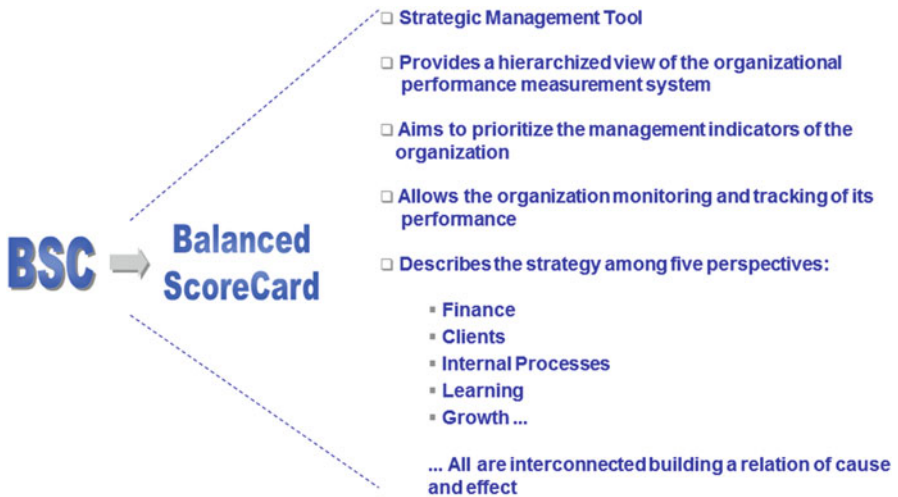 BSC
Balanced
ScoreCard
Strategic Management Tool
Provides a hierarchized view of the organizational
performance measurement system
Aims to prioritize the management indicators of the
organization
Allows the organization monitoring and tracking of its
performance
Describes the strategy among five perspectives:
Finance
Clients
Internal Processes
Learning
Growth ...
... All are interconnected building a relation of cause
and effect